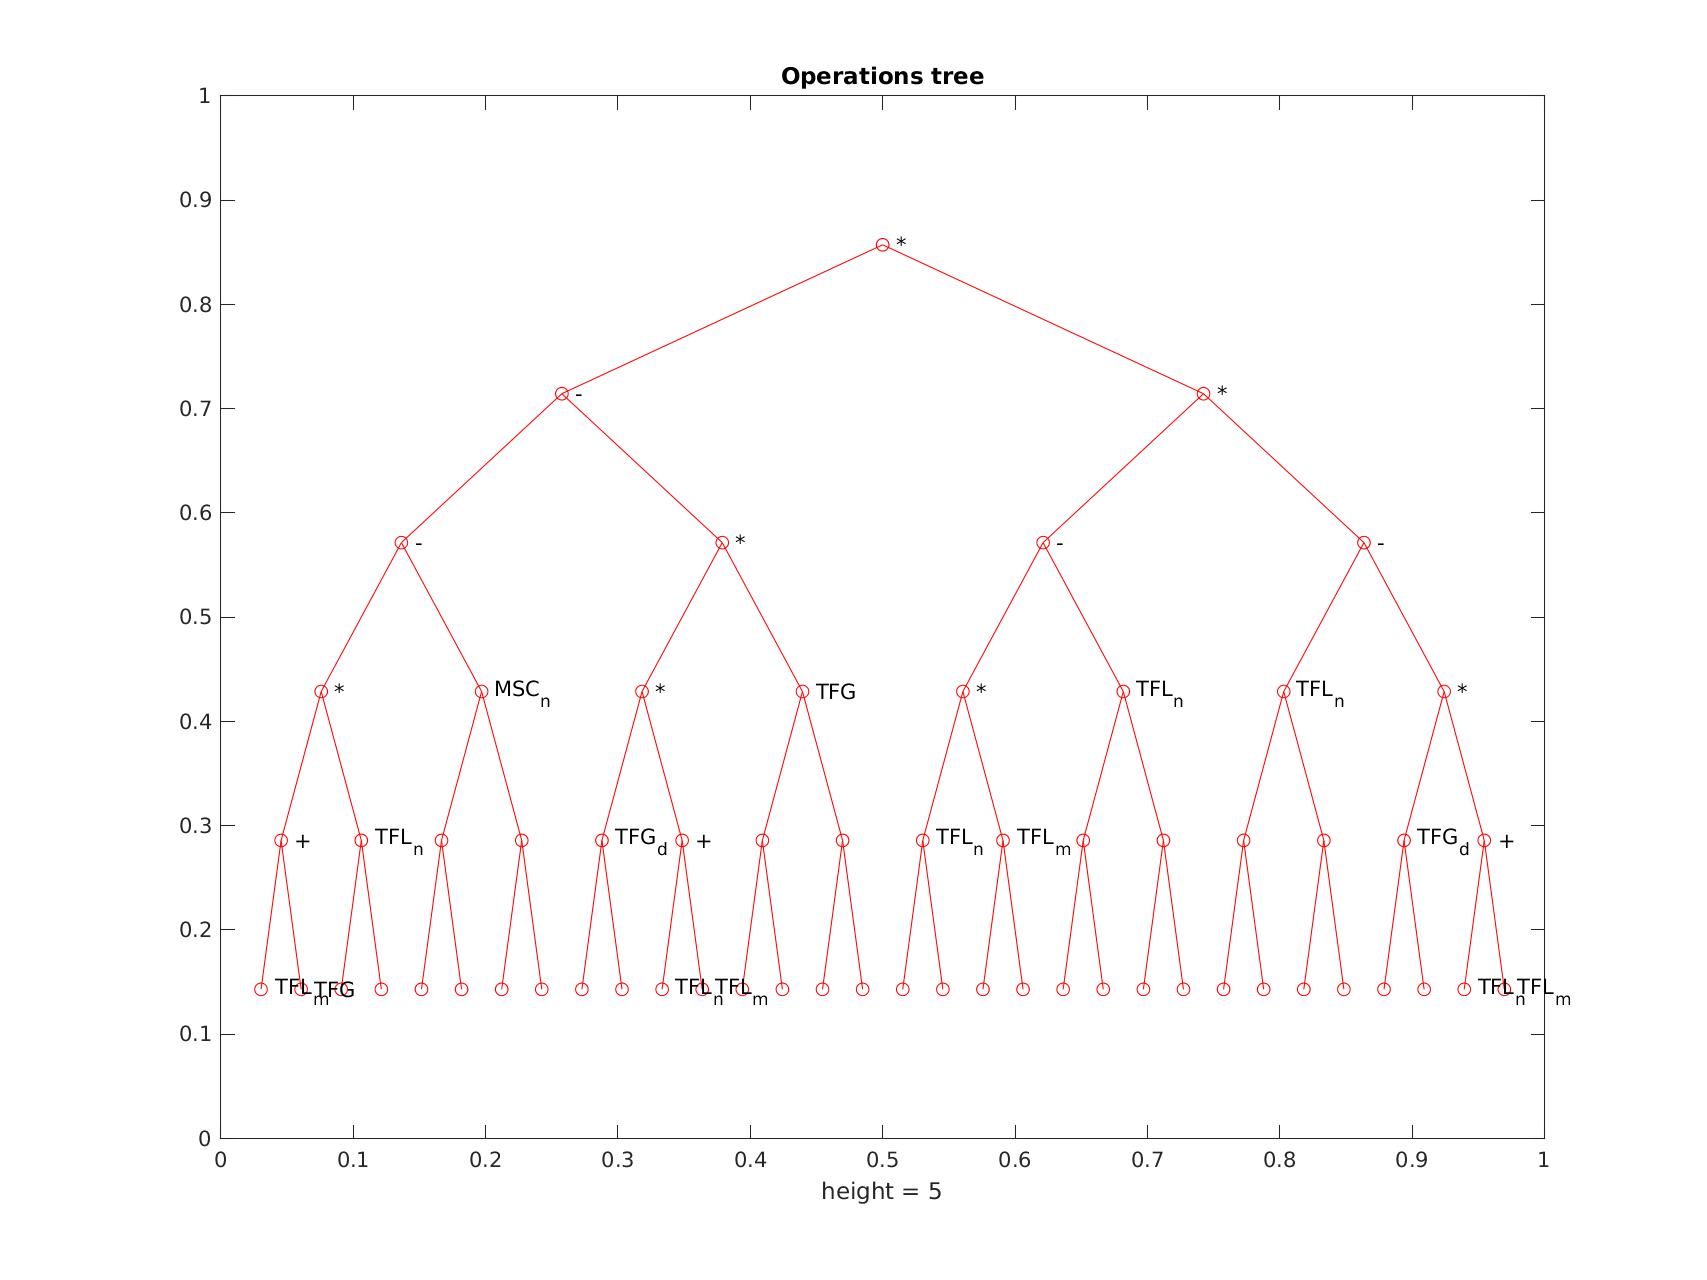 Operations tree
1
0.9
*
0.8
- *
0.7
0.6
- * - -
0.5
* MSC_n * TFG * TFL_n TFL_n *
0.4
0.3
+ TFL_n TFG_d + TFL_n TFL_m TFG_d +
0.2
TFL_m TFG TFL_n TFL_m TFL_n TFL_m
0.1
0
0 0.1 0.2 0.3 0.4 0.5 0.6 0.7 0.8 0.9 1
height = 5